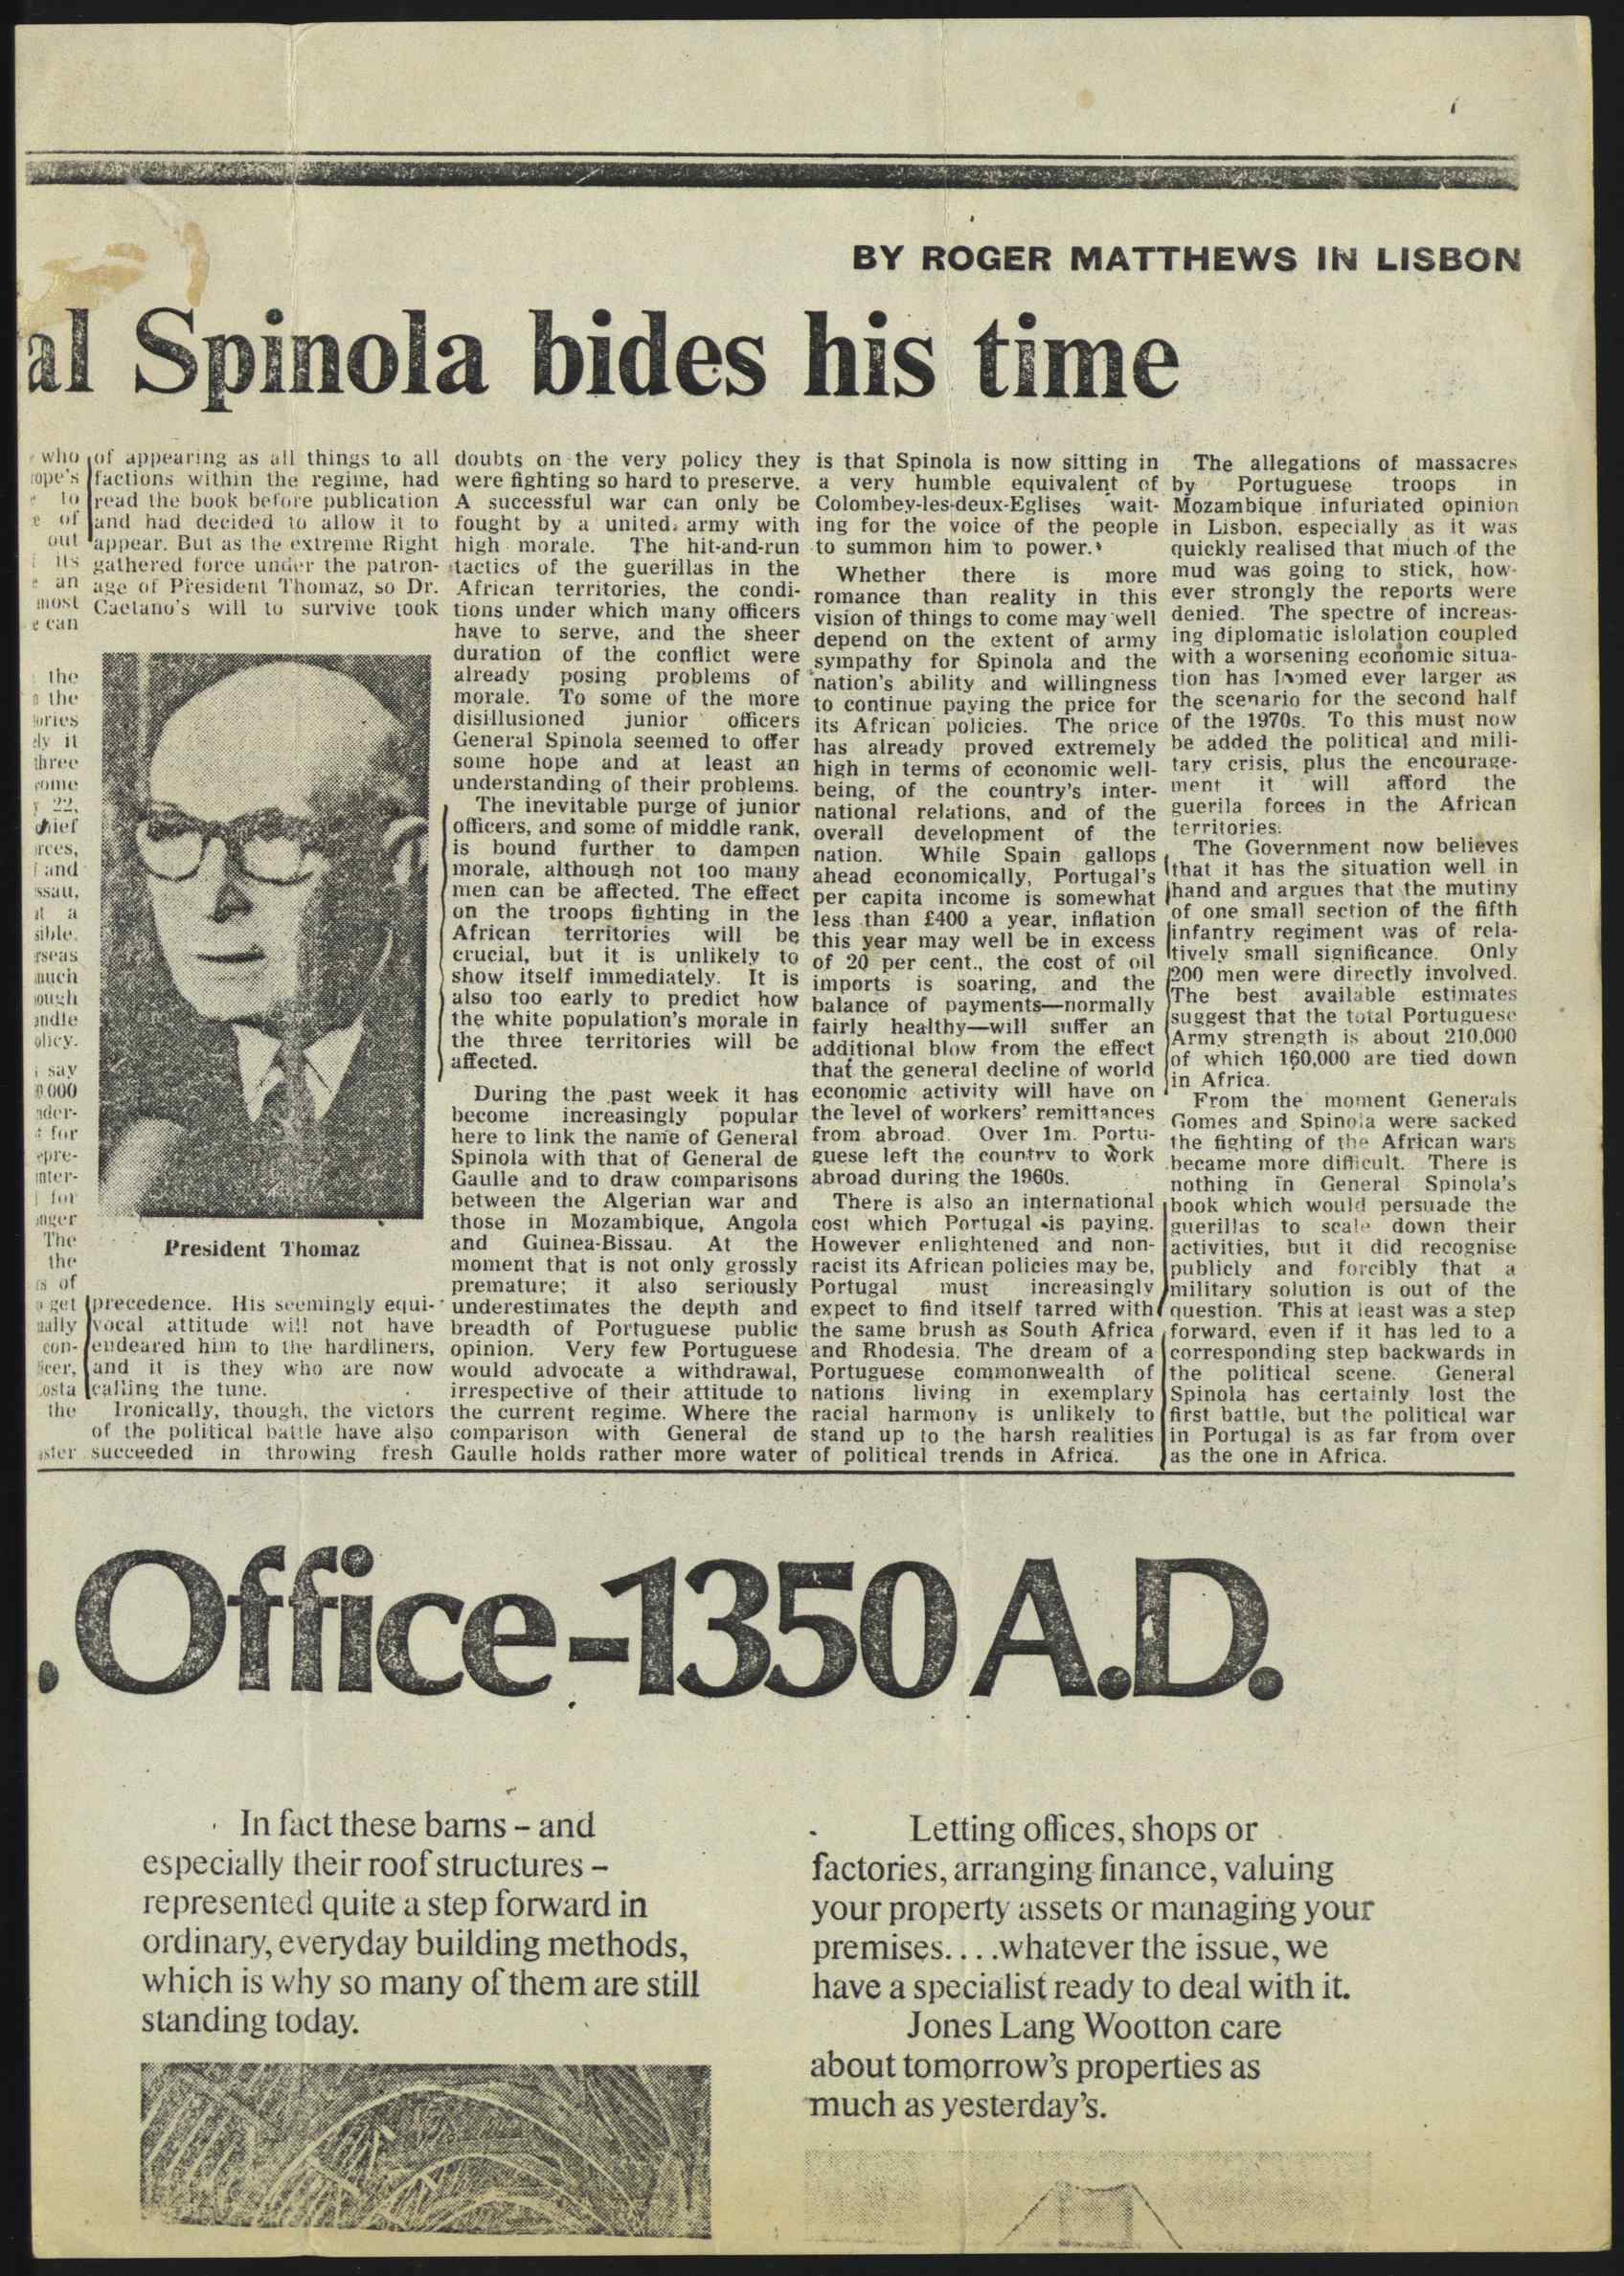 BY ROGER MATTHEWS IN LISBON
al Spinola bides his time
who
to
of
out
its
an
most
can
the
the
it
three
22,
and
a
much
say
for
for
The
the
of
get
the
of appearing as all things to all
factions within the regime, had
read the book before publication
and had decided to allow it to
appear. But as the extreme Right
gathered force under the patron-
age of President Thomaz, so Dr.
Caetano's will to survive took
President Thomaz
precedence. His seemingly equi-
vocal attitude will not have
endeared him to the hardliners,
and it is they who are now
calling the tune.
Ironically, though, the victors
of the political battle have also
succeeded in throwing fresh
doubts on the very policy they
were fighting so hard to preserve.
A successful war can only be
fought by a united army with
high morale. The hit-and-run
tactics of the guerillas in the
African territories, the condi-
tions under which many officers
have to serve, and the sheer
duration of the conflict were
already posing problems of
morale. To some of the more
disillusioned junior officers
General Spinola seemed to offer
some hope and at least an
understanding of their problems.
The inevitable purge of junior
officers, and some of middle rank,
is bound further to dampen
morale, although not too many
men can be affected. The effect
on the troops fighting in the
African territories will be
crucial, but it is unlikely to
show itself immediately. It is
also too early to predict how
the white population's morale in
the three territories will be
affected.
During the past week it has
become increasingly popular
here to link the name of General
Spinola with that of General de
Gaulle and to draw comparisons
between the Algerian war and
those in Mozambique, Angola
and Guinea-Bissau. At the
moment that is not only grossly
premature; it also seriously
underestimates the depth and
breadth of Portuguese public
opinion. Very few Portuguese
would advocate a withdrawal,
irrespective of their attitude to
the current regime. Where the
comparison with General de
Gaulle holds rather more water
is that Spinola is now sitting in
a very humble equivalent of
Colombey-les-deux-Eglises wait-
ing for the voice of the people
to summon him to power.
Whether there is more
romance than reality in this
vision of things to come may well
depend on the extent of army
sympathy for Spinola and the
nation's ability and willingness
to continue paying the price for
its African policies. The price
has already proved extremely
high in terms of economic well-
being, of the country's inter-
national relations, and of the
overall development of the
nation. While Spain gallops
ahead economically, Portugal's
per capita income is somewhat
less than £400 a year, inflation
this year may well be in excess
of 20 per cent., the cost of oil
imports is soaring, and the
balance of payments—normally
fairly healthy—will suffer an
additional blow from the effect
that the general decline of world
economic activity will have on
the level of workers' remittances
from abroad. Over 1m. Portu-
guese left the country to work
abroad during the 1960s.
There is also an international
cost which Portugal is paying.
However enlightened and non-
racist its African policies may be,
Portugal must increasingly
expect to find itself tarred with
the same brush as South Africa
and Rhodesia. The dream of a
Portuguese commonwealth of
nations living in exemplary
racial harmony is unlikely to
stand up to the harsh realities
of political trends in Africa.
The allegations of massacres
by Portuguese troops in
Mozambique infuriated opinion
in Lisbon, especially as it was
quickly realised that much of the
mud was going to stick, how-
ever strongly the reports were
denied. The spectre of increas-
ing diplomatic islolation coupled
with a worsening economic situa-
tion has loomed ever larger as
the scenario for the second half
of the 1970s. To this must now
be added the political and mili-
tary crisis, plus the encourage-
ment it will afford the
guerila forces in the African
territories.
The Government now believes
that it has the situation well in
hand and argues that the mutiny
of one small section of the fifth
infantry regiment was of rela-
tively small significance. Only
200 men were directly involved.
The best available estimates
suggest that the total Portuguese
Army strength is about 210,000
of which 160,000 are tied down
in Africa.
From the moment Generals
Gomes and Spinola were sacked
the fighting of the African wars
became more difficult. There is
nothing in General Spinola's
book which would persuade the
guerillas to scale down their
activities, but it did recognise
publicly and forcibly that a
military solution is out of the
question. This at least was a step
forward, even if it has led to a
corresponding step backwards in
the political scene. General
Spinola has certainly lost the
first battle, but the political war
in Portugal is as far from over
as the one in Africa.
. Office-1350 A.D.
In fact these barns – and
especially their roof structures –
represented quite a step forward in
ordinary, everyday building methods,
which is why so many of them are still
standing today.
Letting offices, shops or
factories, arranging finance, valuing
your property assets or managing your
premises. . . .whatever the issue, we
have a specialist ready to deal with it.
Jones Lang Wootton care
about tomorrow's properties as
much as yesterday's.